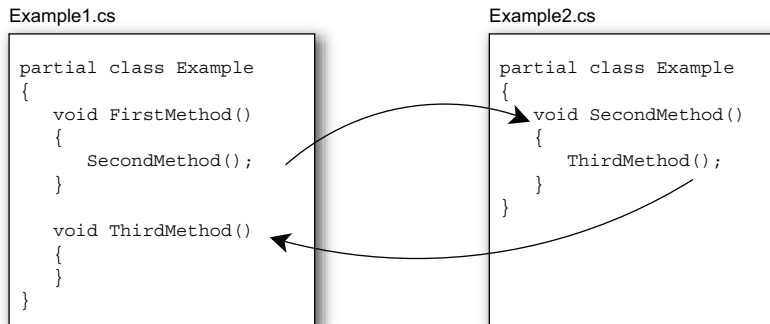 Example1.cs
partial class Example
{
   void FirstMethod()
   {
      SecondMethod();
   }

   void ThirdMethod()
   {
   }
}
Example2.cs
partial class Example
{
   void SecondMethod()
   {
      ThirdMethod();
   }
}